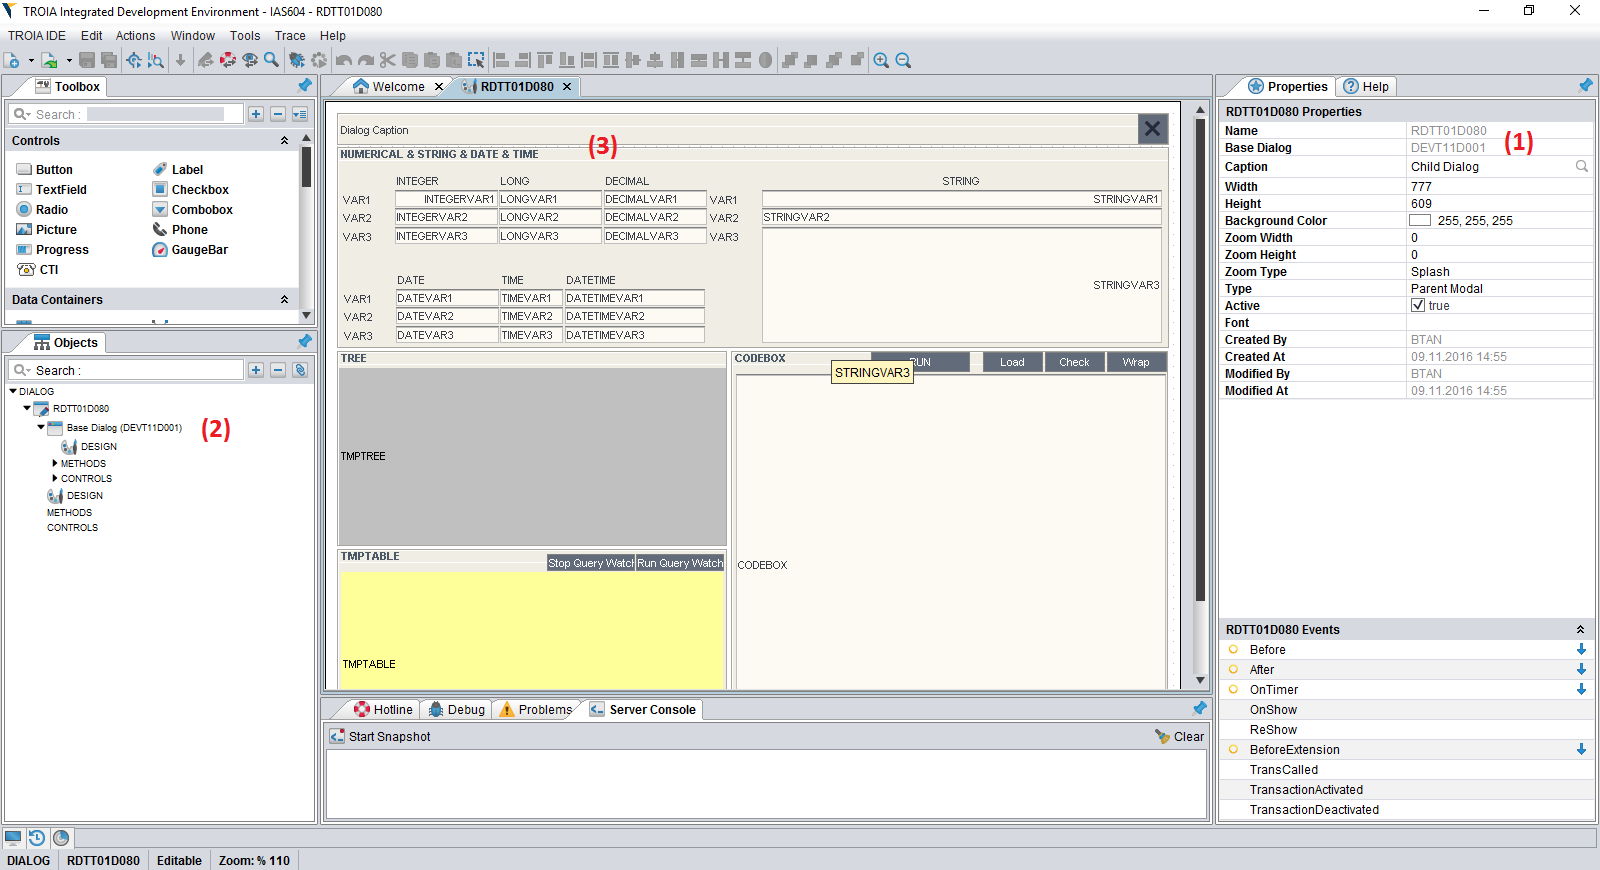 TROIA Integrated Development Environment - IAS604 - RDTT01D080
TROIA IDE Edit Actions Window Tools Trace Help
Toolbox
Search :
Controls
Button Label
TextField Checkbox
Radio Combobox
Picture Phone
Progress GaugeBar
CTI
Data Containers
Objects
Search :
DIALOG
RDTT01D080
Base Dialog (DEVT11D001)
(2)
DESIGN
METHODS
CONTROLS
DESIGN
METHODS
CONTROLS
Welcome RDTT01D080
Dialog Caption
(3)
NUMERICAL & STRING & DATE & TIME
INTEGER LONG DECIMAL STRING
VAR1 INTEGERVAR1 LONGVAR1 DECIMALVAR1 VAR1 STRINGVAR1
VAR2 INTEGERVAR2 LONGVAR2 DECIMALVAR2 VAR2 STRINGVAR2
VAR3 INTEGERVAR3 LONGVAR3 DECIMALVAR3 VAR3
STRINGVAR3
DATE TIME DATETIME
VAR1 DATEVAR1 TIMEVAR1 DATETIMEVAR1
VAR2 DATEVAR2 TIMEVAR2 DATETIMEVAR2
VAR3 DATEVAR3 TIMEVAR3 DATETIMEVAR3
TREE
TMPTREE
CODEBOX RUN Load Check Wrap
STRINGVAR3
CODEBOX
TMPTABLE
Stop Query Watch Run Query Watch
TMPTABLE
Hotline Debug Problems Server Console
Start Snapshot Clear
Properties Help
RDTT01D080 Properties
(1)
Name RDTT01D080
Base Dialog DEVT11D001
Caption Child Dialog
Width 777
Height 609
Background Color 255, 255, 255
Zoom Width 0
Zoom Height 0
Zoom Type Splash
Type Parent Modal
Active true
Font
Created By BTAN
Created At 09.11.2016 14:55
Modified By BTAN
Modified At 09.11.2016 14:55
RDTT01D080 Events
Before
After
OnTimer
OnShow
ReShow
BeforeExtension
TransCalled
TransactionActivated
TransactionDeactivated
DIALOG RDTT01D080 Editable Zoom: % 110